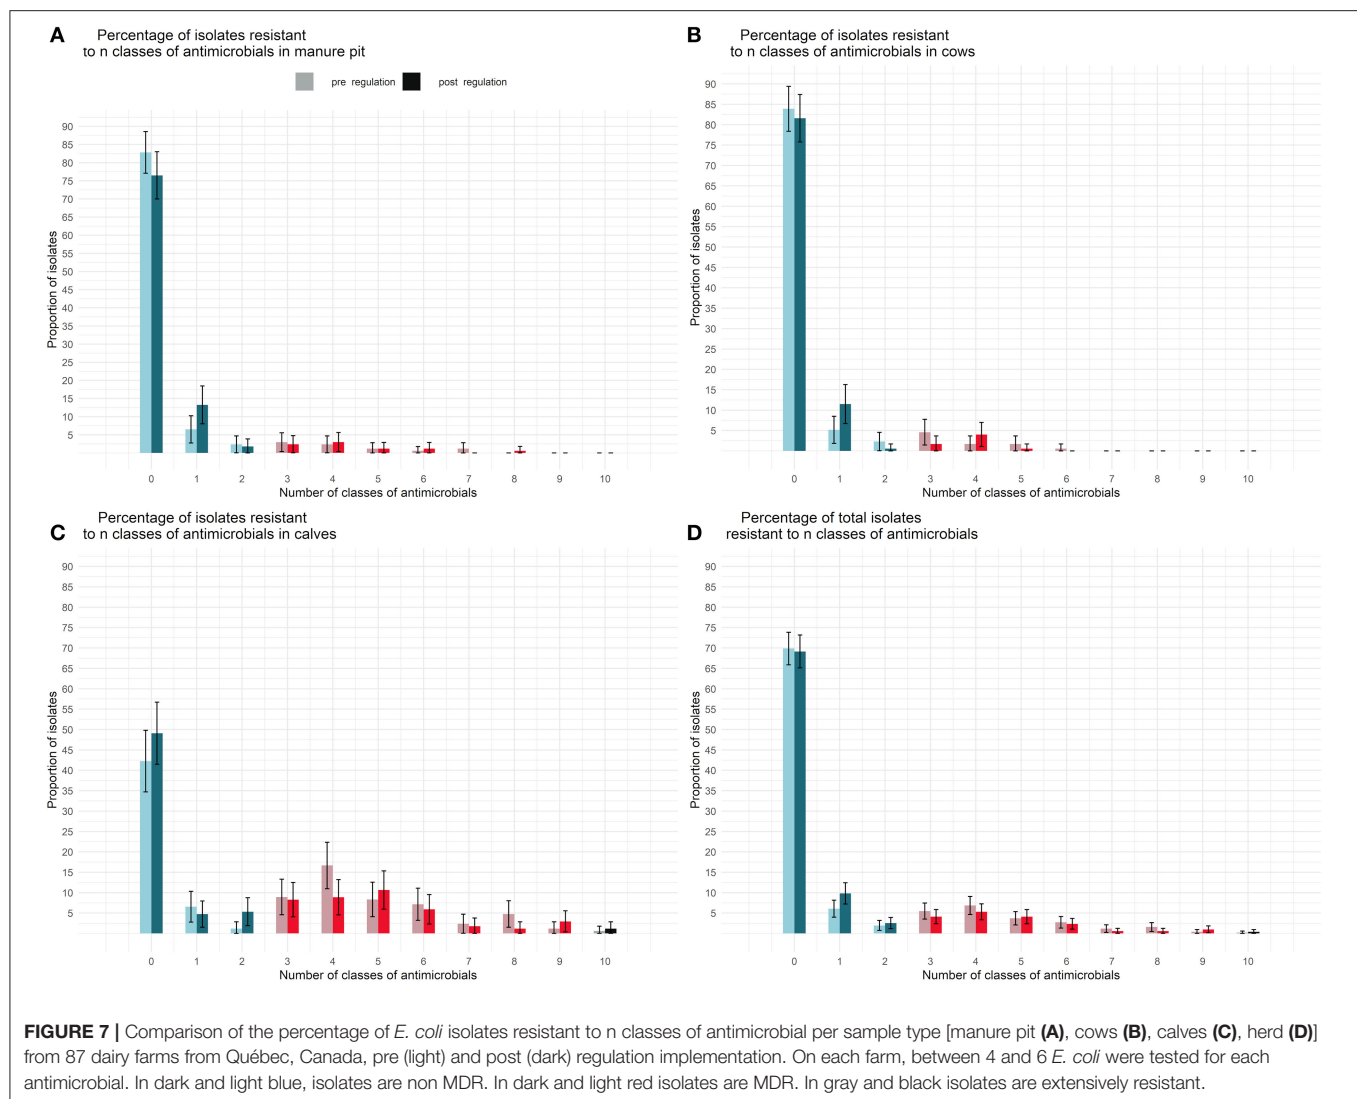 A
Percentage of isolates resistant
to n classes of antimicrobials in manure pit
pre regulation
post regulation
Proportion of isolates
90
85
80
75
70
65
60
55
50
45
40
35
30
25
20
15
10
5
0 1 2 3 4 5 6 7 8 9 10
Number of classes of antimicrobials
B
Percentage of isolates resistant
to n classes of antimicrobials in cows
Proportion of isolates
90
85
80
75
70
65
60
55
50
45
40
35
30
25
20
15
10
5
0 1 2 3 4 5 6 7 8 9 10
Number of classes of antimicrobials
C
Percentage of isolates resistant
to n classes of antimicrobials in calves
Proportion of isolates
90
85
80
75
70
65
60
55
50
45
40
35
30
25
20
15
10
5
0 1 2 3 4 5 6 7 8 9 10
Number of classes of antimicrobials
D
Percentage of total isolates
resistant to n classes of antimicrobials
Proportion of isolates
90
85
80
75
70
65
60
55
50
45
40
35
30
25
20
15
10
5
0 1 2 3 4 5 6 7 8 9 10
Number of classes of antimicrobials
FIGURE 7 | Comparison of the percentage of E. coli isolates resistant to n classes of antimicrobial per sample type [manure pit (A), cows (B), calves (C), herd (D)]
from 87 dairy farms from Québec, Canada, pre (light) and post (dark) regulation implementation. On each farm, between 4 and 6 E. coli were tested for each
antimicrobial. In dark and light blue, isolates are non MDR. In dark and light red isolates are MDR. In gray and black isolates are extensively resistant.